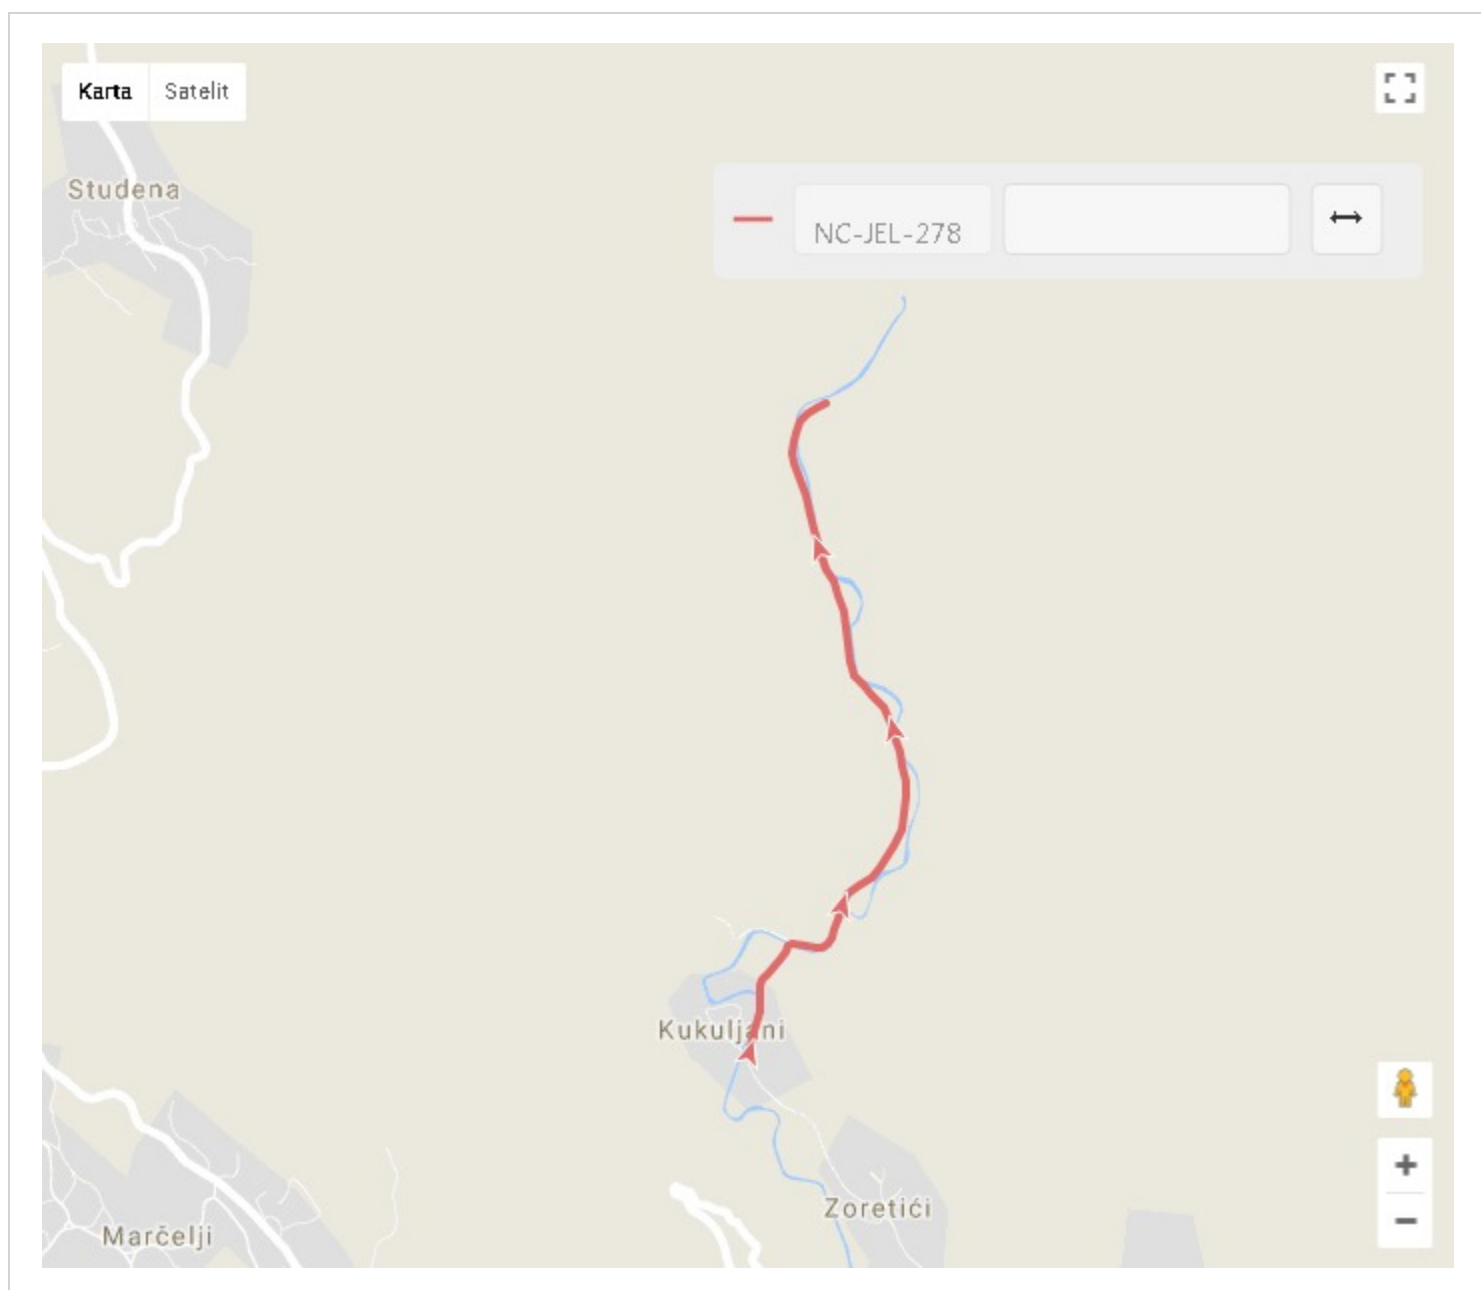 Karta Satelit
Studena
NC-JEL-278
Kukuljani
Zoretići
Marčelji